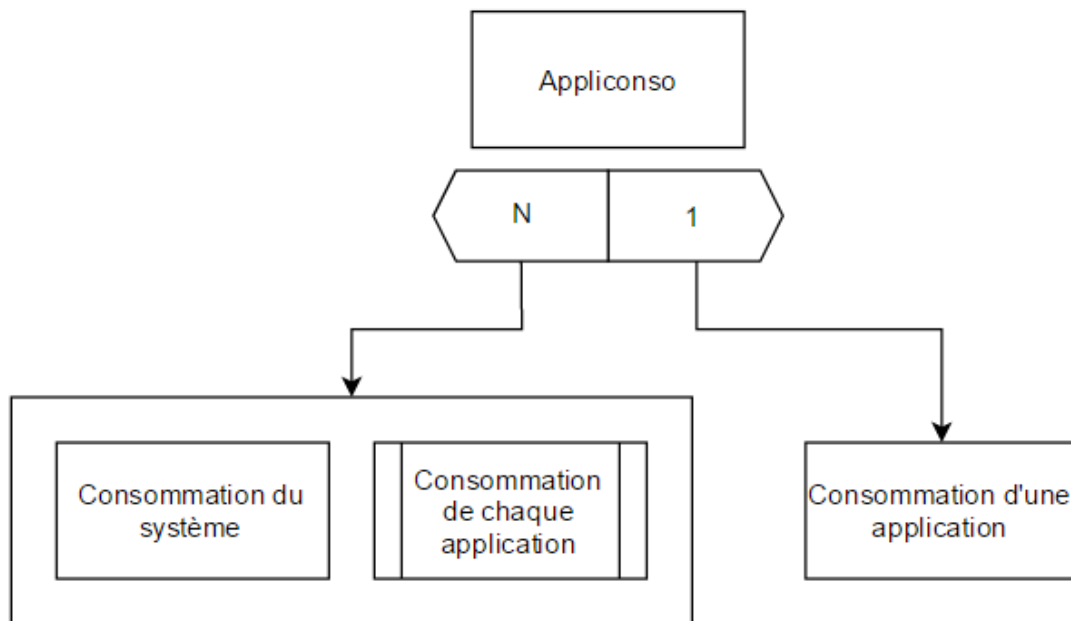 Appliconso
N
1
Consommation du
système
Consommation
de chaque
application
Consommation d'une
application